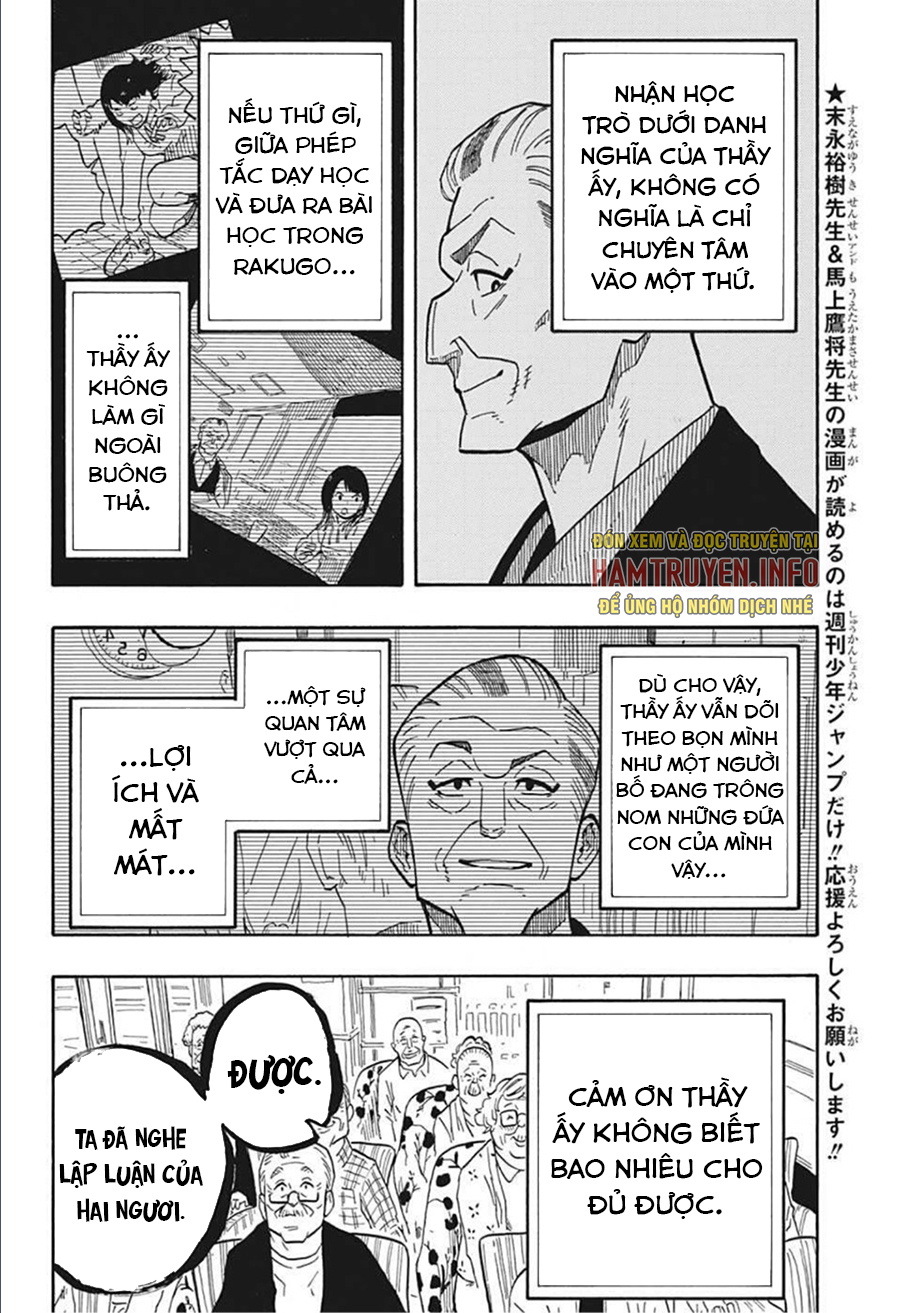 NHẬN HỌC
TRÒ DƯỚI DANH
NGHĨA CỦA THẦY
ẤY, KHÔNG CÓ
NGHĨA LÀ CHỈ
CHUYÊN TÂM
VÀO MỘT THỨ.
NẾU THỨ GÌ,
GIỮA PHÉP
TẮC DẠY HỌC
VÀ ĐƯA RA BÀI
HỌC TRONG
RAKUGO...
...
THẦY ẤY
KHÔNG
LÀM GÌ
NGOÀI
BUÔNG
THẢ.
ĐÓN XEM VÀ ĐỌC TRUYỆN TẠI
HAMTRUYEN.INFO
ĐỂ ỦNG HỘ NHÓM DỊCH NHÉ
DÙ CHO VẬY,
THẦY ẤY VẪN DÕI
THEO BỌN MÌNH
NHƯ MỘT NGƯỜI
BỐ ĐANG TRÔNG
NOM NHỮNG ĐỨA
CON CỦA MÌNH
VẬY...
...MỘT SỰ
QUAN TÂM
VƯỢT QUA
CẢ...
...LỢI
ÍCH VÀ
MẤT
MÁT...
CẢM ƠN THẦY
ẤY KHÔNG BIẾT
BAO NHIÊU CHO
ĐỦ ĐƯỢC.
ĐƯỢC.
TA ĐÃ NGHE
LẬP LUẬN CỦA
HAI NGƯƠI.
★末永裕樹先生&馬上鷹将先生の漫画が読めるのは週刊少年ジャンプだけ!!応援よろしくお願いします!!